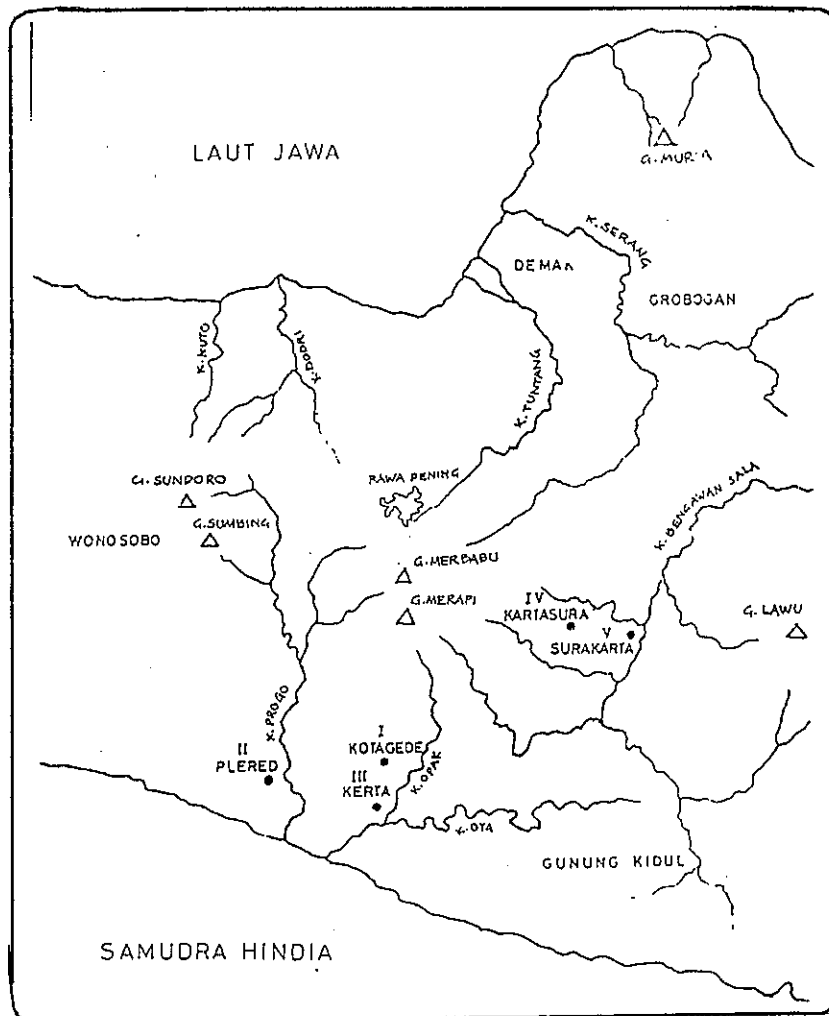 LAUT JAWA
G. MURIA
K. SERANG
DEMAK
GROBOGAN
K. KUTO
K. BODRI
K. TUNTANG
G. SUNDORO
RAWA PENING
G. SUMBING
WONOSOBO
K. BENGAWAN SALA
G. MERBABU
G. MERAPI
IV
KARTASURA
V
SURAKARTA
G. LAWU
K. PROGO
II
PLERED
I
KOTAGEDE
III
KERTA
K. OPAK
K. OYA
GUNUNG KIDUL
SAMUDRA HINDIA